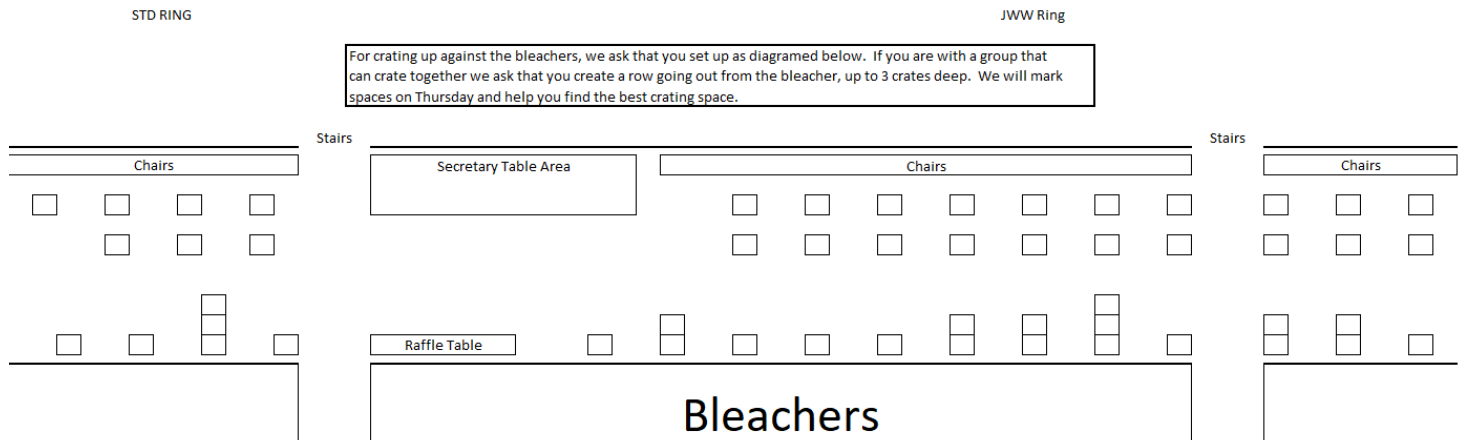 STD RING
JWW Ring
For crating up against the bleachers, we ask that you set up as diagramed below.  If you are with a group that
can crate together we ask that you create a row going out from the bleacher, up to 3 crates deep.  We will mark
spaces on Thursday and help you find the best crating space.
Stairs
Stairs
Chairs
Secretary Table Area
Chairs
Chairs
Raffle Table
Bleachers